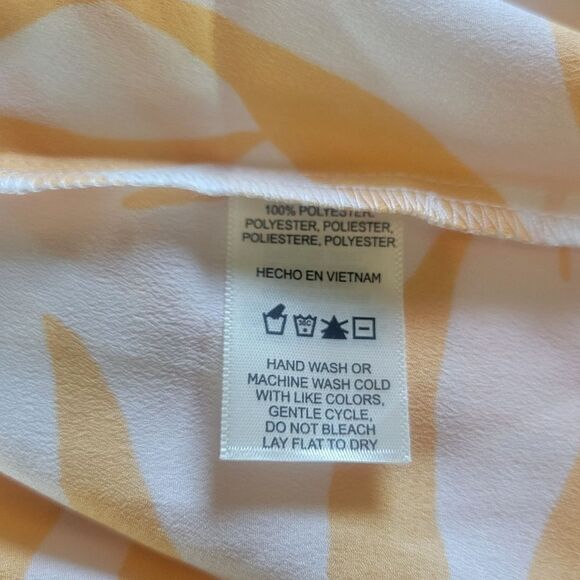 100% POLYESTER.
POLYESTER, POLIESTER,
POLIESTERE, POLYESTER
HECHO EN VIETNAM
30C
HAND WASH OR
MACHINE WASH COLD
WITH LIKE COLORS,
GENTLE CYCLE,
DO NOT BLEACH
LAY FLAT TO DRY